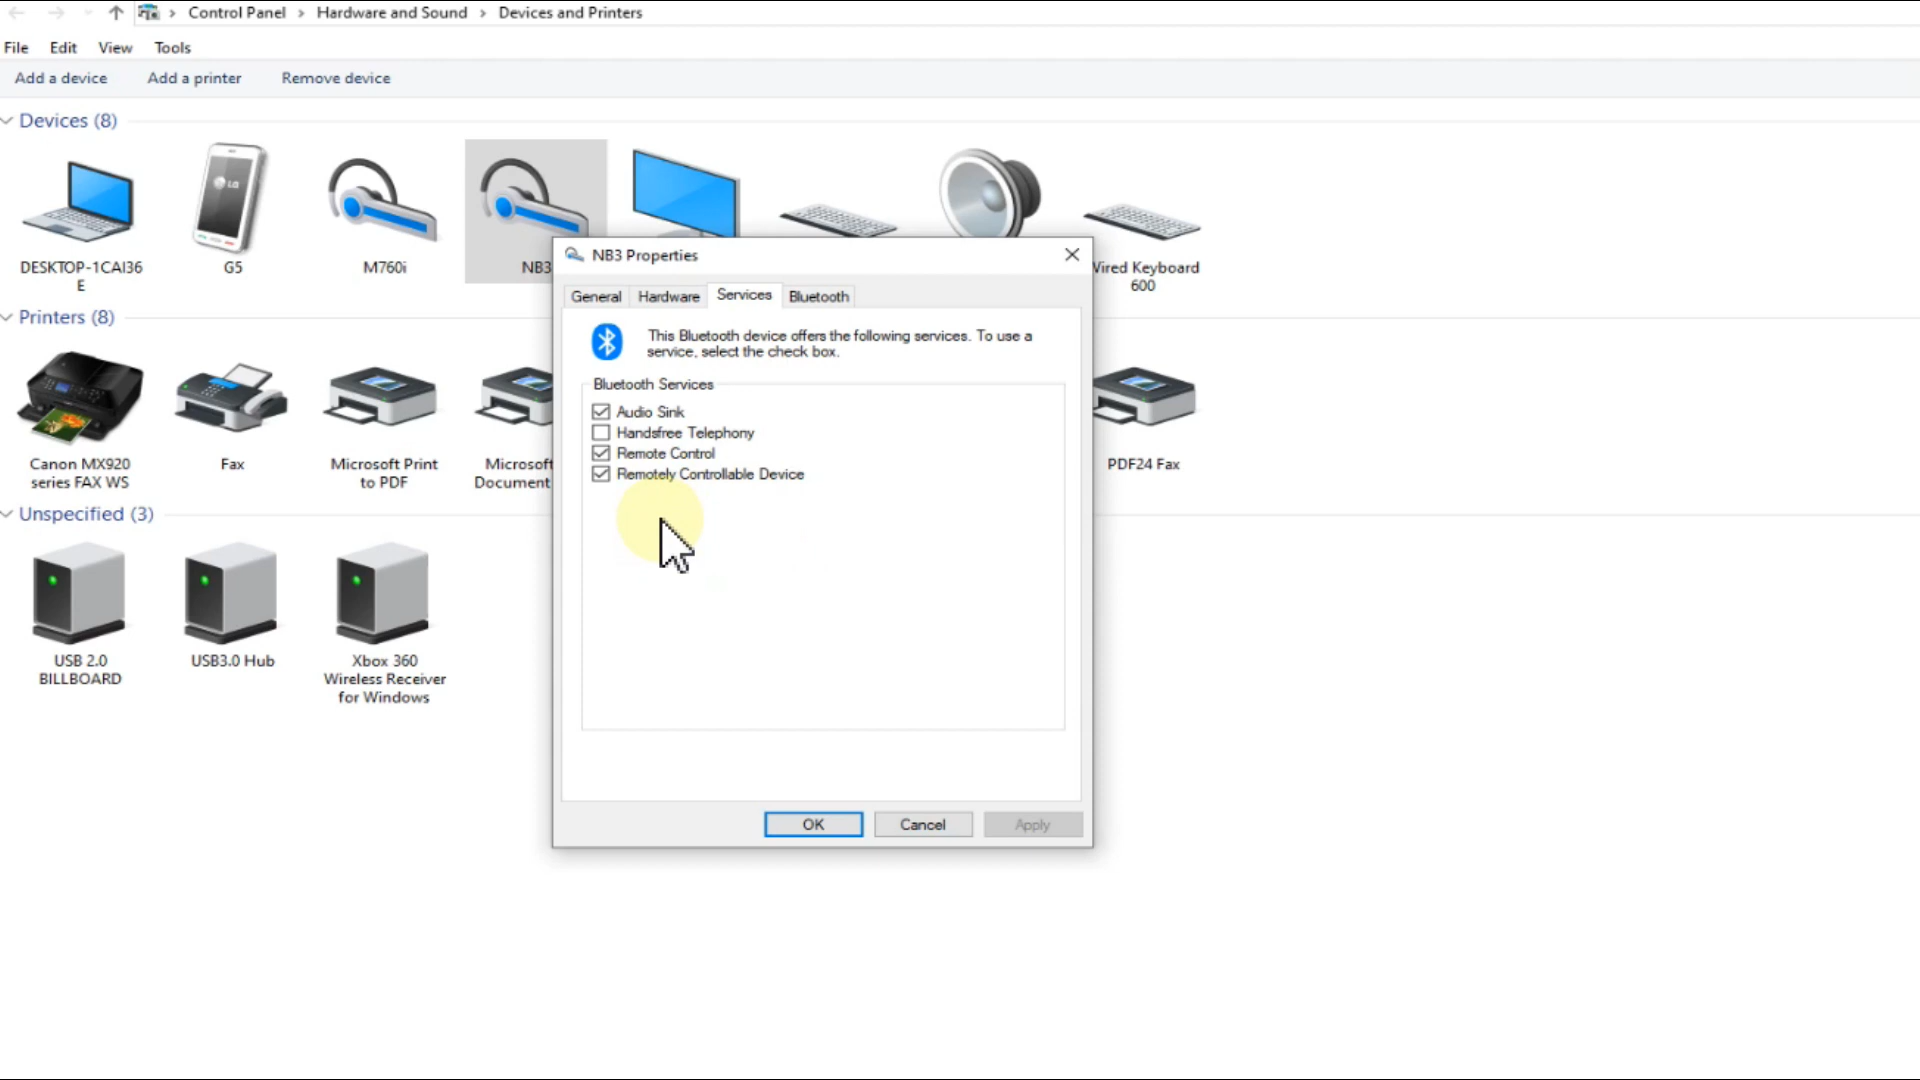 Control Panel > Hardware and Sound > Devices and Printers
File Edit View Tools
Add a device Add a printer Remove device
Devices (8)
LG
DESKTOP-1CAI36
E
G5
M760i
NB3
Wired Keyboard
600
Printers (8)
Canon MX920
series FAX WS
Fax
Microsoft Print
to PDF
Microsoft
Document
PDF24 Fax
Unspecified (3)
USB 2.0
BILLBOARD
USB3.0 Hub
Xbox 360
Wireless Receiver
for Windows
NB3 Properties
General Hardware Services Bluetooth
This Bluetooth device offers the following services. To use a
service, select the check box.
Bluetooth Services
Audio Sink
Handsfree Telephony
Remote Control
Remotely Controllable Device
OK Cancel Apply